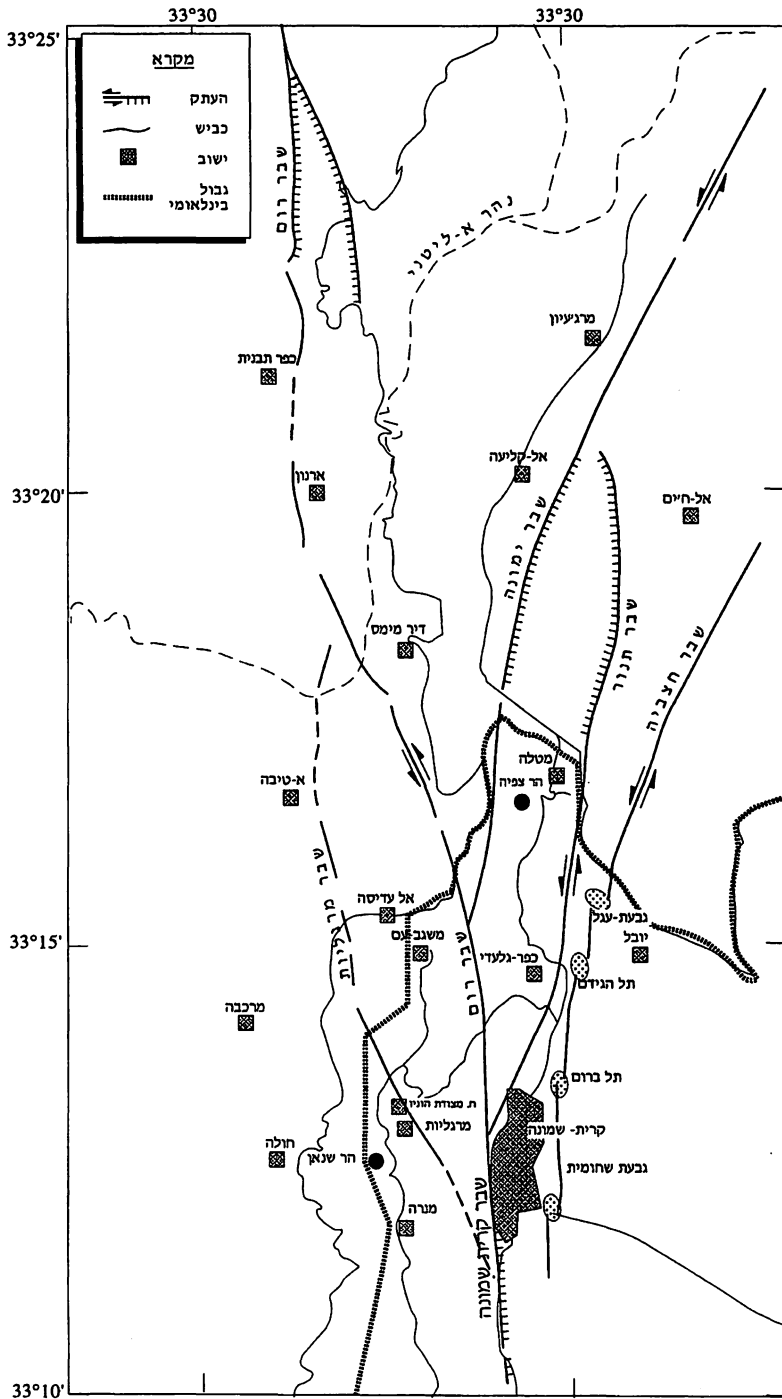 33°30 33°30
33°25'
מקרא
העתק
כביש
ישוב
גבול
בינלאומי
שבר רום
נהר א-ליטני
מרג'עיון
כפר תבנית
אל-קליעה
33°20'
ארנון
אל-חיים
שבר ימונה
שבר תנור
דיר מימס
שבר חצביה
מטלה
הר צפיה
א-טיבה
שבר מרגליות
אל עדיסה
גבעת-עגל
33°15'
משגב-עם
שבר רום
כפר-גלעדי
יובל
תל הגידם
מרכבה
תל ברום
ח. מצודת הוניו
מרגליות
קרית- שמונה
חולה
הר שנאן
גבעת שחומית
מנרה
שבר קרית שמונה
33°10'